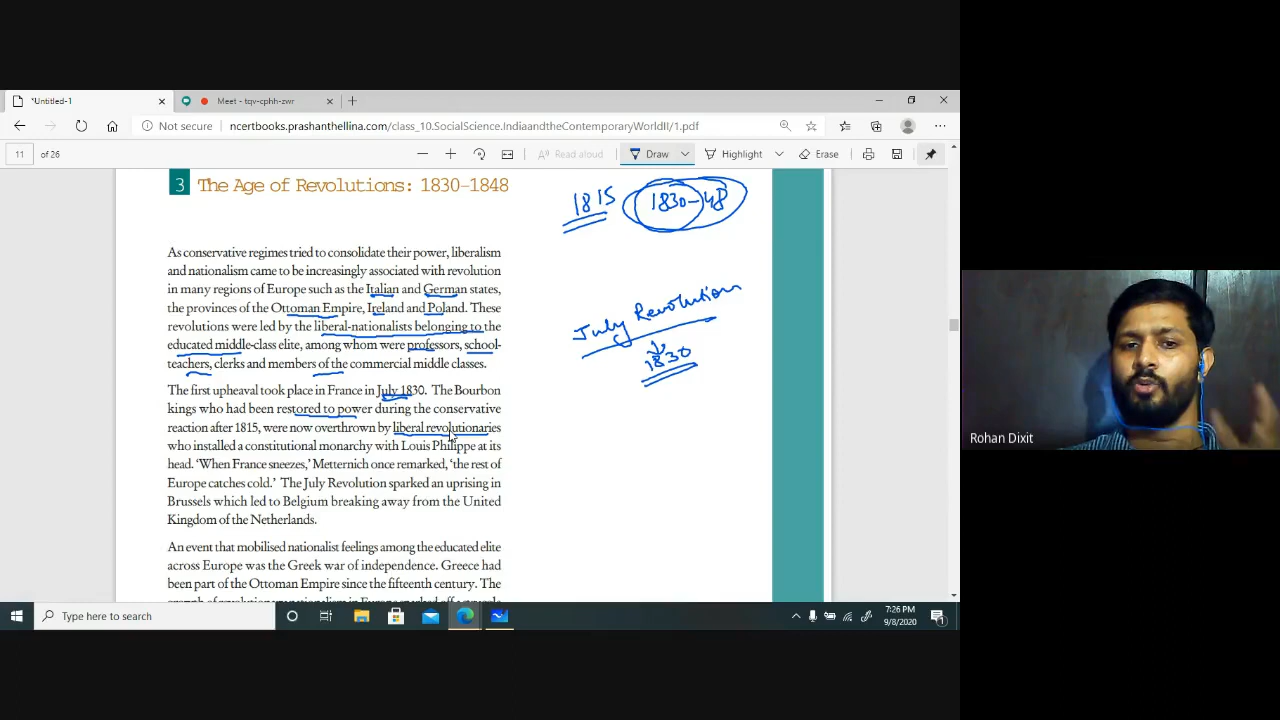 *Untitled-1
Meet - tqv-cphh-zwr
Not secure
ncertbooks.prashanthellina.com/class_10.SocialScience.IndiaandtheContemporaryWorldII/1.pdf
11 of 26
Read aloud
Draw
Highlight
Erase
3 The Age of Revolutions: 1830-1848
1815 1830-48
As conservative regimes tried to consolidate their power, liberalism
and nationalism came to be increasingly associated with revolution
in many regions of Europe such as the Italian and German states,
the provinces of the Ottoman Empire, Ireland and Poland. These
revolutions were led by the liberal-nationalists belonging to the
educated middle-class elite, among whom were professors, school-
teachers, clerks and members of the commercial middle classes.
July Revolution
1830
The first upheaval took place in France in July 1830. The Bourbon
kings who had been restored to power during the conservative
reaction after 1815, were now overthrown by liberal revolutionaries
who installed a constitutional monarchy with Louis Philippe at its
head. 'When France sneezes,' Metternich once remarked, 'the rest of
Europe catches cold.' The July Revolution sparked an uprising in
Brussels which led to Belgium breaking away from the United
Kingdom of the Netherlands.
An event that mobilised nationalist feelings among the educated elite
across Europe was the Greek war of independence. Greece had
been part of the Ottoman Empire since the fifteenth century. The
Rohan Dixit
Type here to search
7:26 PM
9/8/2020